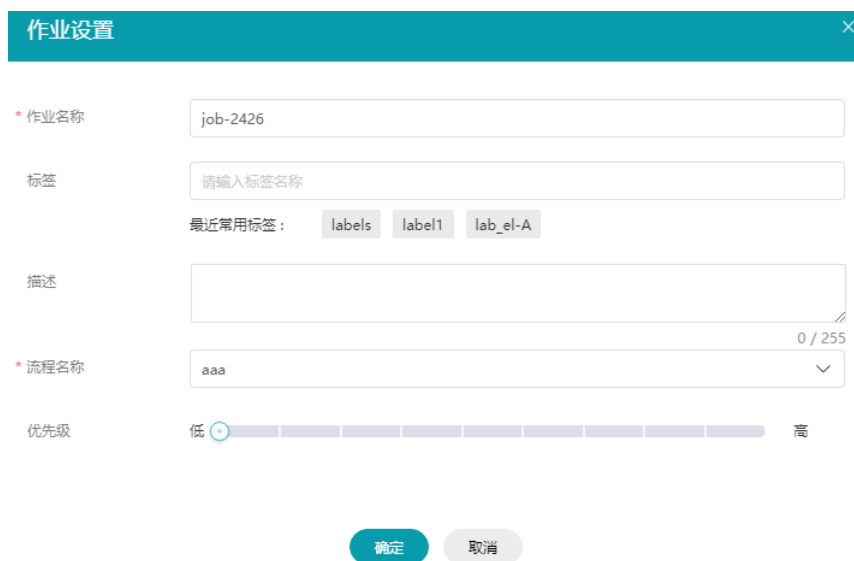 作业设置
* 作业名称
job-2426
标签
请输入标签名称
最近常用标签： labels label1 lab_el-A
描述
0 / 255
* 流程名称
aaa
优先级
低 高
确定 取消